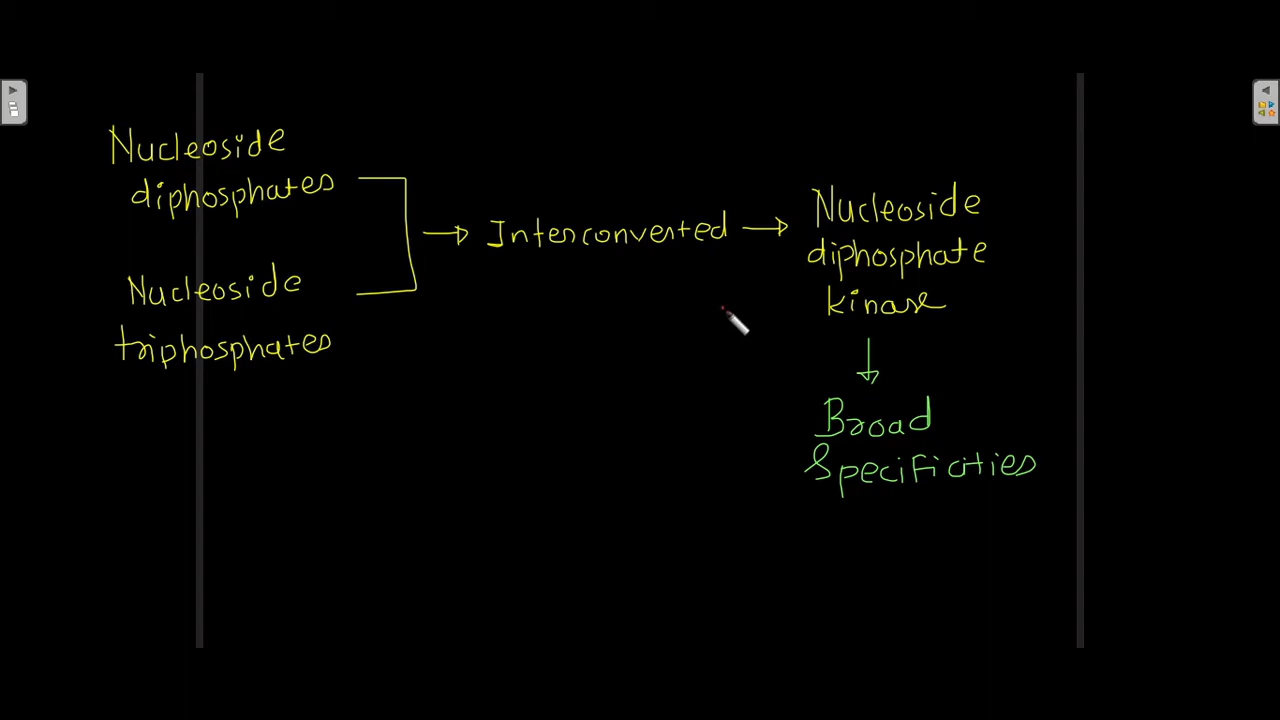 Nucleoside
diphosphates
Nucleoside
triphosphates
→ Interconverted →
Nucleoside
diphosphate
kinase
↓
Broad
Specificities